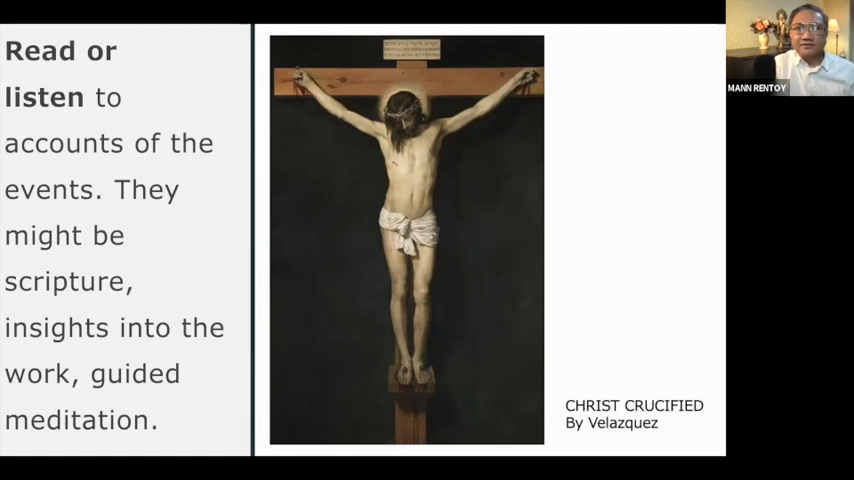 Read or
listen to
accounts of the
events. They
might be
scripture,
insights into the
work, guided
meditation.
CHRIST CRUCIFIED
By Velazquez
MANN RENTOY